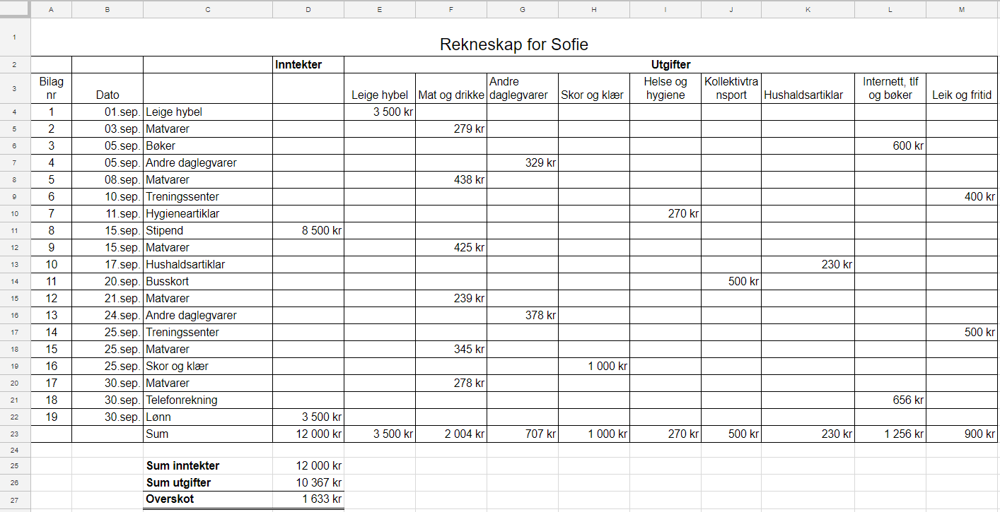 A B C D E F G H I J K L M
1 Rekneskap for Sofie
2 Inntekter Utgifter
3 Bilag nr Dato Leige hybel Mat og drikke Andre daglegvarer Skor og klær Helse og hygiene Kollektivtra nsport Hushaldsartiklar Internett, tlf og bøker Leik og fritid
4 1 01.sep. Leige hybel 3 500 kr
5 2 03.sep. Matvarer 279 kr
6 3 05.sep. Bøker 600 kr
7 4 05.sep. Andre daglegvarer 329 kr
8 5 08.sep. Matvarer 438 kr
9 6 10.sep. Treningssenter 400 kr
10 7 11.sep. Hygieneartiklar 270 kr
11 8 15.sep. Stipend 8 500 kr
12 9 15.sep. Matvarer 425 kr
13 10 17.sep. Hushaldsartiklar 230 kr
14 11 20.sep. Busskort 500 kr
15 12 21.sep. Matvarer 239 kr
16 13 24.sep. Andre daglegvarer 378 kr
17 14 25.sep. Treningssenter 500 kr
18 15 25.sep. Matvarer 345 kr
19 16 25.sep. Skor og klær 1 000 kr
20 17 30.sep. Matvarer 278 kr
21 18 30.sep. Telefonrekning 656 kr
22 19 30.sep. Lønn 3 500 kr
23 Sum 12 000 kr 3 500 kr 2 004 kr 707 kr 1 000 kr 270 kr 500 kr 230 kr 1 256 kr 900 kr
24
25 Sum inntekter 12 000 kr
26 Sum utgifter 10 367 kr
27 Overskot 1 633 kr